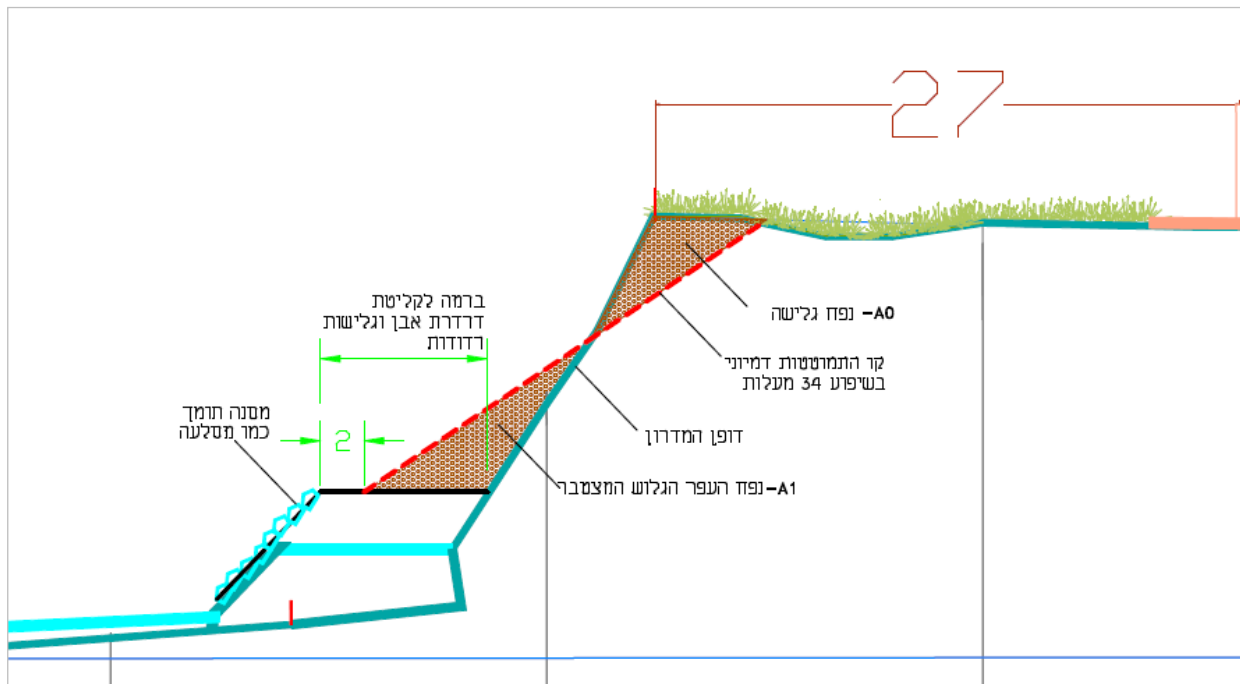 27
ברמה לקליטת
דרדרת אבן וגלישות
רדודות
A0– נפח גלישה
קו התמוטטות דמיוני
בשיפוע 34 מעלות
מבנה תומך
כמו מסלעה
2
דופן המדרון
A1–נפח העפר הגלוש המצטבר